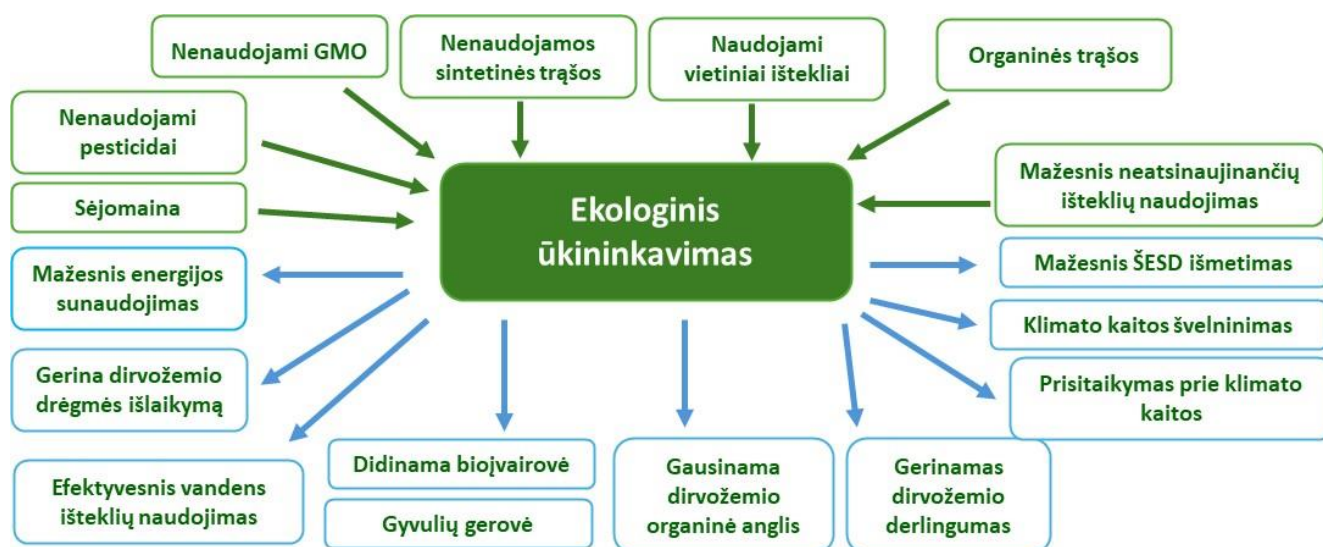 Nenaudojami GMO
Nenaudojamos
sintetinės trąšos
Naudojami
vietiniai ištekliai
Organinės trąšos
Nenaudojami
pesticidai
Sėjomaina
Ekologinis
ūkininkavimas
Mažesnis neatsinaujinančių
išteklių naudojimas
Mažesnis energijos
sunaudojimas
Mažesnis ŠESD išmetimas
Klimato kaitos švelninimas
Gerina dirvožemio
drėgmės išlaikymą
Prisitaikymas prie klimato
kaitos
Efektyvesnis vandens
išteklių naudojimas
Didinama bioįvairovė
Gyvulių gerovė
Gausinama
dirvožemio
organinė anglis
Gerinamas
dirvožemio
derlingumas